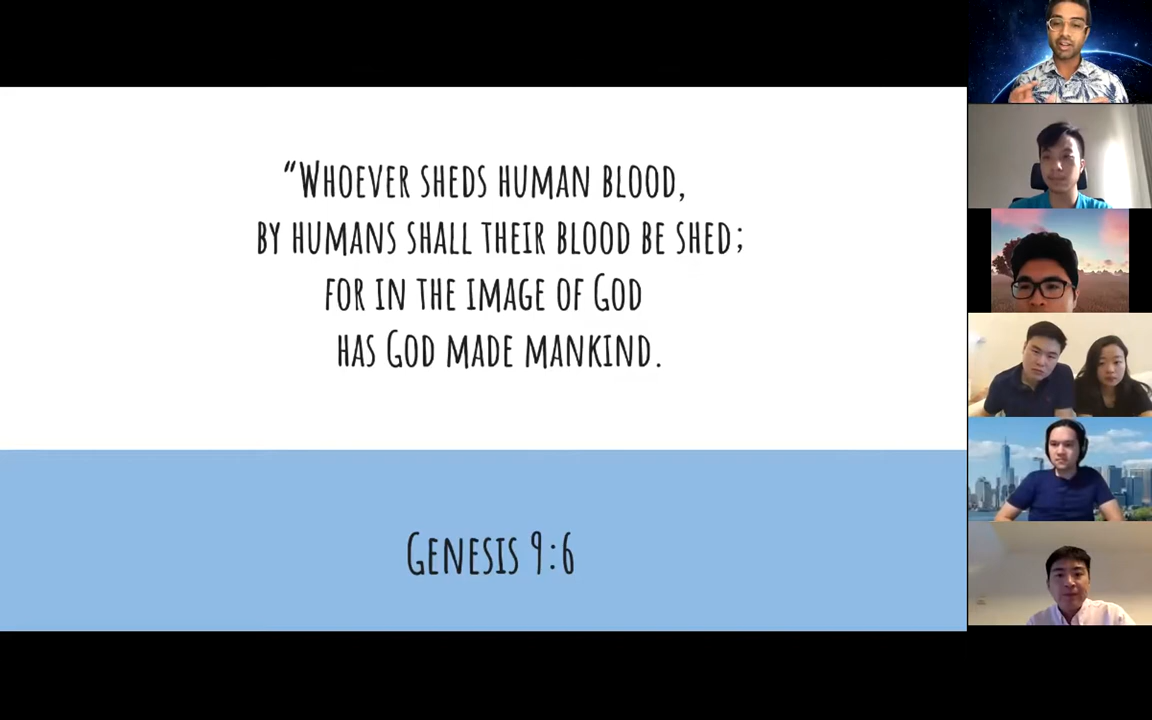 “Whoever sheds human blood,
by humans shall their blood be shed;
for in the image of God
has God made mankind.
Genesis 9:6